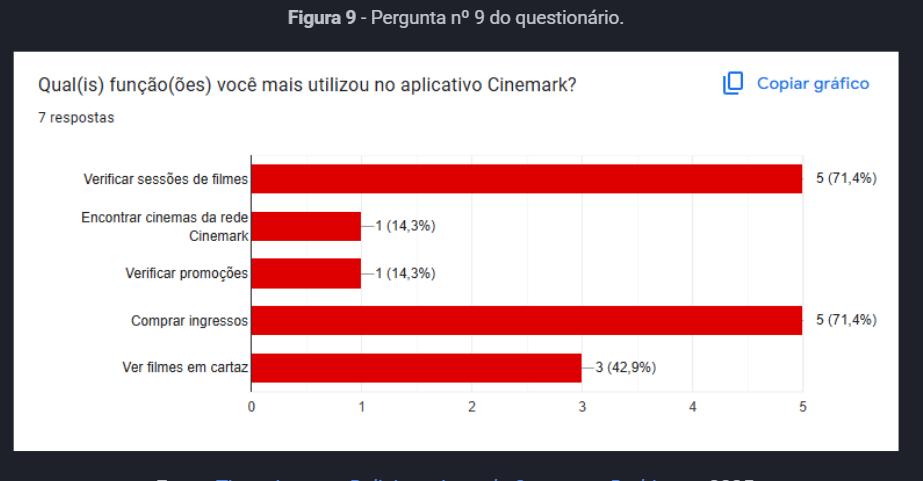 Figura 9 - Pergunta nº 9 do questionário.
Qual(is) função(ões) você mais utilizou no aplicativo Cinemark?
Copiar gráfico
7 respostas
Verificar sessões de filmes
5 (71,4%)
Encontrar cinemas da rede
Cinemark
1 (14,3%)
Verificar promoções
1 (14,3%)
Comprar ingressos
5 (71,4%)
Ver filmes em cartaz
3 (42,9%)
0 1 2 3 4 5